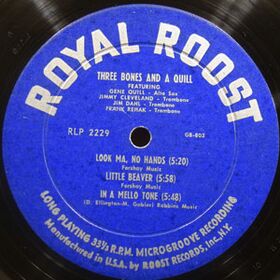 ROYAL ROOST
THREE BONES AND A QUILL
FEATURING
GENE QUILL - Alto Sax
JIMMY CLEVELAND - Trombone
JIM DAHL - Trombone
FRANK REHAK - Trombone
RLP 2229
GB-802
LOOK MA, NO HANDS (5:20)
Forshay Music
LITTLE BEAVER (5:58)
Forshay Music
IN A MELLO TONE (5:48)
(D. Ellington-M. Gabler) Robbins Music
LONG PLAYING 33⅓ R.P.M. MICROGROOVE RECORDING
Manufactured in U.S.A. by ROOST RECORDS, Inc., N.Y.